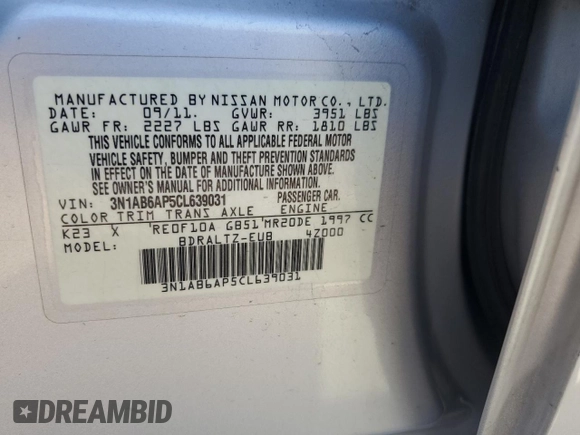 MANUFACTURED BY NISSAN MOTOR CO., LTD.
DATE: 09/11. GVWR: 3951 LBS
GAWR FR: 2227 LBS GAWR RR: 1810 LBS
THIS VEHICLE CONFORMS TO ALL APPLICABLE FEDERAL MOTOR
VEHICLE SAFETY, BUMPER AND THEFT PREVENTION STANDARDS
IN EFFECT ON THE DATE OF MANUFACTURE SHOWN ABOVE.
SEE OWNER'S MANUAL FOR ADDITIONAL INFORMATION.
VIN: 3N1AB6AP5CL639031 PASSENGER CAR.
COLOR TRIM TRANS AXLE ENGINE
K23 X 'RE0F10A GB51'MR20DE 1997 CC
MODEL: BDRALTZ-EUB 4Z000
3N1AB6AP5CL639031
DREAMBID